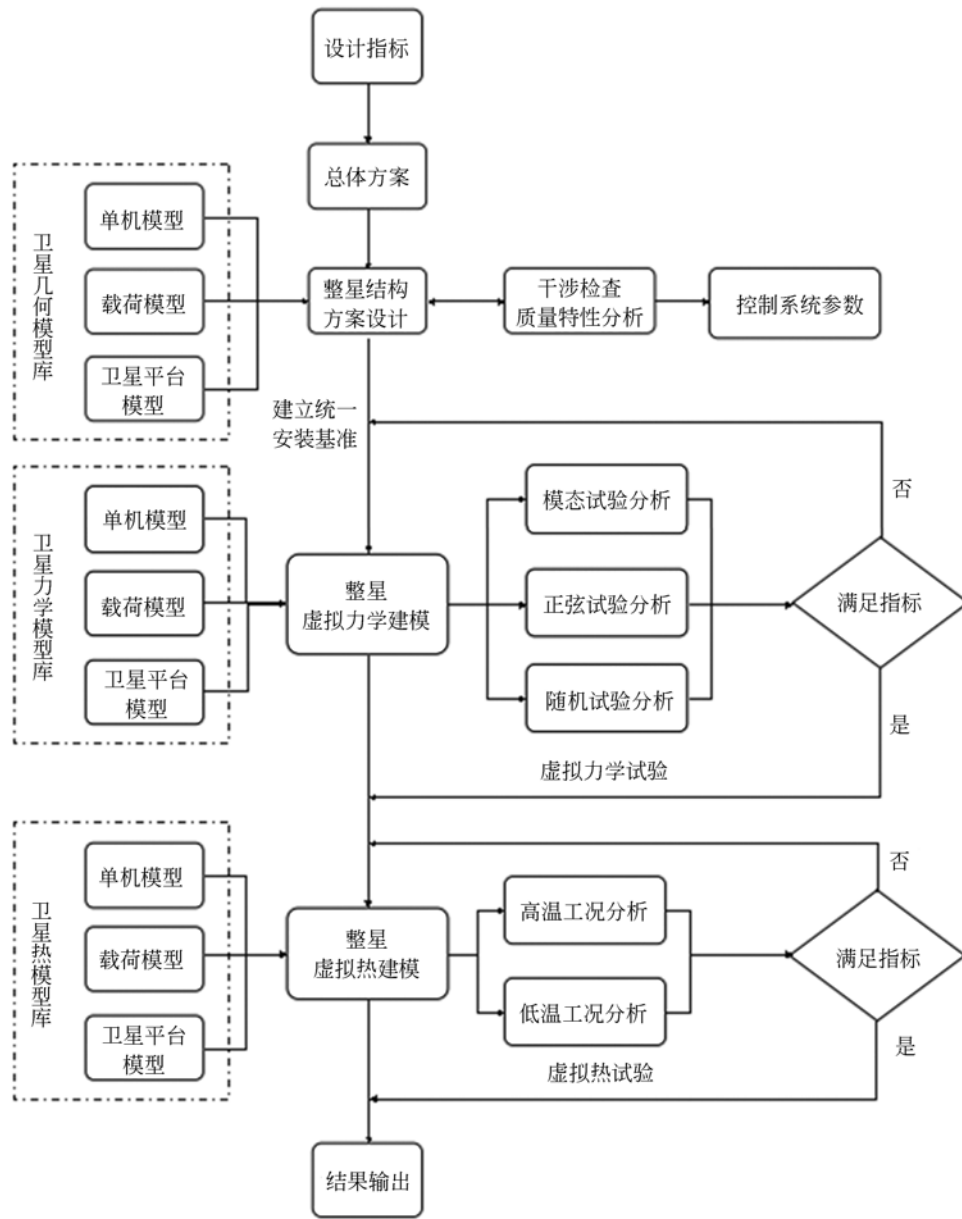 设计指标
总体方案
卫星几何模型库
单机模型
载荷模型
卫星平台
模型
整星结构
方案设计
干涉检查
质量特性分析
控制系统参数
建立统一
安装基准
卫星力学模型库
单机模型
载荷模型
卫星平台
模型
整星
虚拟力学建模
模态试验分析
正弦试验分析
随机试验分析
否
满足指标
是
虚拟力学试验
卫星热模型库
单机模型
载荷模型
卫星平台
模型
整星
虚拟热建模
高温工况分析
低温工况分析
否
满足指标
是
虚拟热试验
结果输出